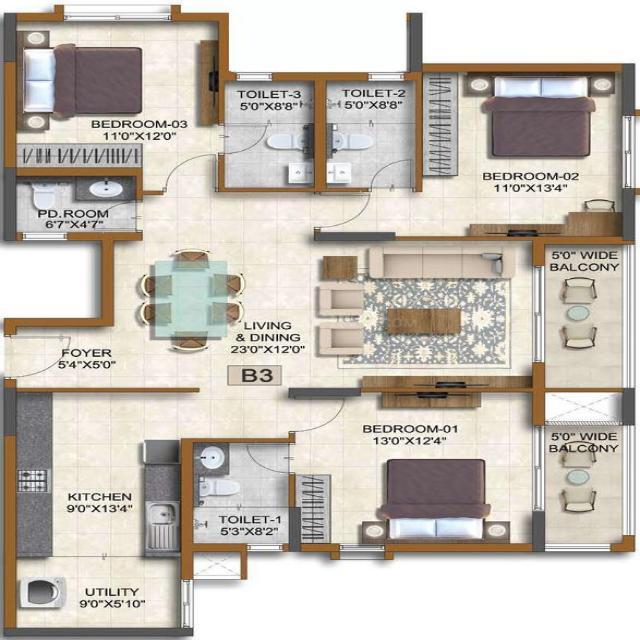 TOILET-3
5'0"X8'8"
TOILET-2
5'0"X8'8"
BEDROOM-03
11'0"X12'0"
BEDROOM-02
11'0"X13'4"
PD.ROOM
6'7"X4'7"
5'0" WIDE
BALCONY
LIVING
& DINING
23'0"X12'0"
FOYER
5'4"X5'0"
B3
BEDROOM-01
13'0"X12'4"
5'0" WIDE
BALCONY
KITCHEN
9'0"X13'4"
TOILET-1
5'3"X8'2"
UTILITY
9'0"X5'10"